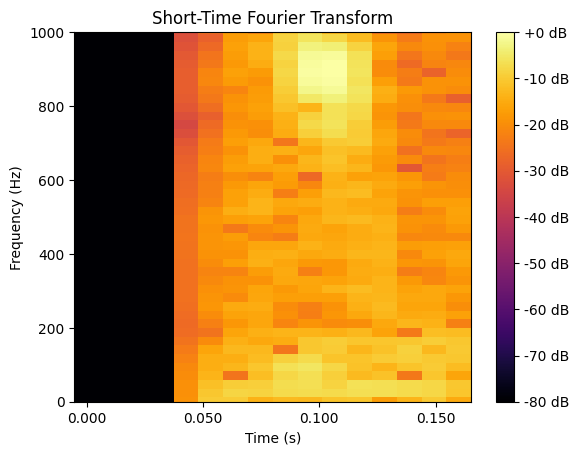 Short-Time Fourier Transform
1000
800
600
400
200
0
Frequency (Hz)
0.000
0.050
0.100
0.150
Time (s)
+0 dB
-10 dB
-20 dB
-30 dB
-40 dB
-50 dB
-60 dB
-70 dB
-80 dB